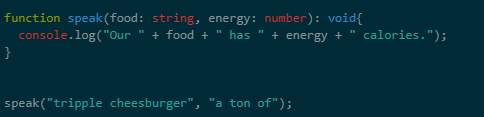 function speak(food: string, energy: number): void{
  console.log("Our " + food + " has " + energy + " calories.");
}
speak("tripple cheesburger", "a ton of");